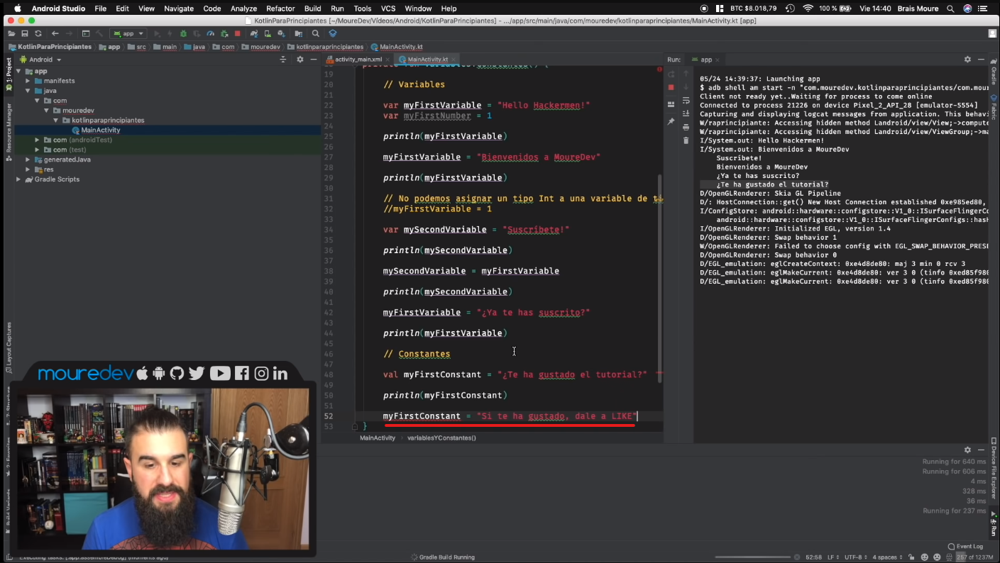 Android Studio File Edit View Navigate Code Analyze Refactor Build Run Tools VCS Window Help
BTC $8.018,79 100 % Vie 14:40 Brais Moure
KotlinParaPrincipiantes [~/MoureDev/Vídeos/Android/KotlinParaPrincipiantes] - .../app/src/main/java/com/mouredev/kotlinparaprincipiantes/MainActivity.kt [app]
app
KotlinParaPrincipiantes app src main java com mouredev kotlinparaprincipiantes MainActivity.kt
1: Project
Resource Manager
Layout Captures
Android
app
manifests
java
com
mouredev
kotlinparaprincipiantes
MainActivity
com (androidTest)
com (test)
generatedJava
res
Gradle Scripts
activity_main.xml MainActivity.kt
19
20 // Variables
21
22 var myFirstVariable = "Hello Hackermen!"
23 var myFirstNumber = 1
24
25 println(myFirstVariable)
26
27 myFirstVariable = "Bienvenidos a MoureDev"
28
29 println(myFirstVariable)
30
31 // No podemos asignar un tipo Int a una variable de ti
32 //myFirstVariable = 1
33
34 var mySecondVariable = "Suscríbete!"
35
36 println(mySecondVariable)
37
38 mySecondVariable = myFirstVariable
39
40 println(mySecondVariable)
41
42 myFirstVariable = "¿Ya te has suscrito?"
43
44 println(myFirstVariable)
45
46 // Constantes
47
48 val myFirstConstant = "¿Te ha gustado el tutorial?"
49
50 println(myFirstConstant)
51
52 myFirstConstant = "Si te ha gustado, dale a LIKE"
53 }
MainActivity variablesYConstantes()
Run: app
05/24 14:39:37: Launching app
$ adb shell am start -n "com.mouredev.kotlinparaprincipiantes/com.mour
Client not ready yet..Waiting for process to come online
Connected to process 21226 on device Pixel_2_API_28 [emulator-5554]
Capturing and displaying logcat messages from application. This behavi
W/raprincipiante: Accessing hidden method Landroid/view/View;->compute
W/raprincipiante: Accessing hidden method Landroid/view/ViewGroup;->ma
I/System.out: Hello Hackermen!
I/System.out: Bienvenidos a MoureDev
Suscríbete!
Bienvenidos a MoureDev
¿Ya te has suscrito?
¿Te ha gustado el tutorial?
D/OpenGLRenderer: Skia GL Pipeline
D/: HostConnection::get() New Host Connection established 0xe985ed80,
I/ConfigStore: android::hardware::configstore::V1_0::ISurfaceFlingerCo
android::hardware::configstore::V1_0::ISurfaceFlingerConfigs::has
I/OpenGLRenderer: Initialized EGL, version 1.4
D/OpenGLRenderer: Swap behavior 1
W/OpenGLRenderer: Failed to choose config with EGL_SWAP_BEHAVIOR_PRESE
D/OpenGLRenderer: Swap behavior 0
D/EGL_emulation: eglCreateContext: 0xe4d8de80: maj 3 min 0 rcv 3
D/EGL_emulation: eglMakeCurrent: 0xe4d8de80: ver 3 0 (tinfo 0xed85f980
D/EGL_emulation: eglMakeCurrent: 0xe4d8de80: ver 3 0 (tinfo 0xed85f980
Gradle
Fabric
Device File Explorer
4: Run
mouredev
Running for 640 ms
Running for 606 ms
4 ms
328 ms
36 ms
Running for 237 ms
Event Log
Executing tasks: [:app:assembleDebug] (moments ago)
Gradle Build Running
52:58 LF UTF-8 4 spaces 257 of 1237M